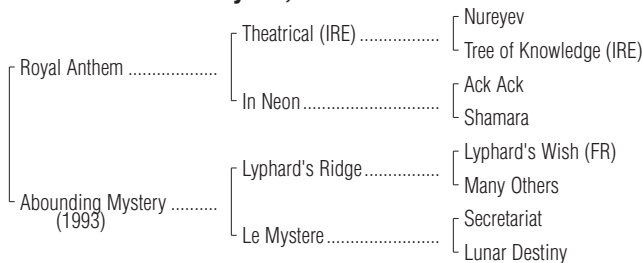 Nureyev
Theatrical (IRE) ................
Tree of Knowledge (IRE)
Royal Anthem ..................
Ack Ack
In Neon ...........................
Shamara
Lyphard's Wish (FR)
Lyphard's Ridge ...............
Many Others
Abounding Mystery ..........
(1993)
Secretariat
Le Mystere .......................
Lunar Destiny